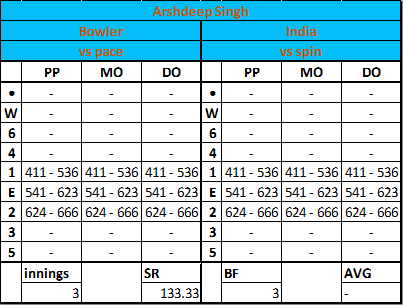 Arshdeep Singh
Bowler India
vs pace vs spin
PP MO DO PP MO DO
• - - - • - - -
W - - - W - - -
6 - - - 6 - - -
4 - - - 4 - - -
1 411 - 536 411 - 536 411 - 536 1 411 - 536 411 - 536 411 - 536
E 541 - 623 541 - 623 541 - 623 E 541 - 623 541 - 623 541 - 623
2 624 - 666 624 - 666 624 - 666 2 624 - 666 624 - 666 624 - 666
3 - - - 3 - - -
5 - - - 5 - - -
innings SR BF AVG
3 133.33 3 -